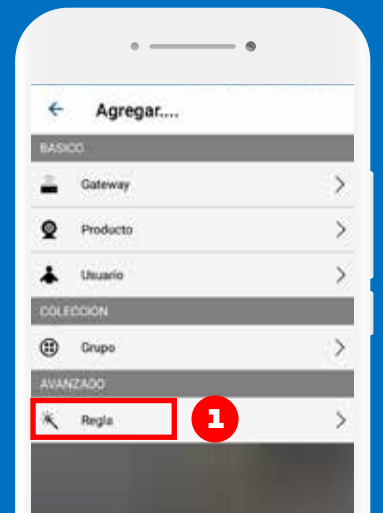 Agregar....
BASICO
Gateway
Producto
Usuario
COLECCION
Grupo
AVANZADO
Regla
1